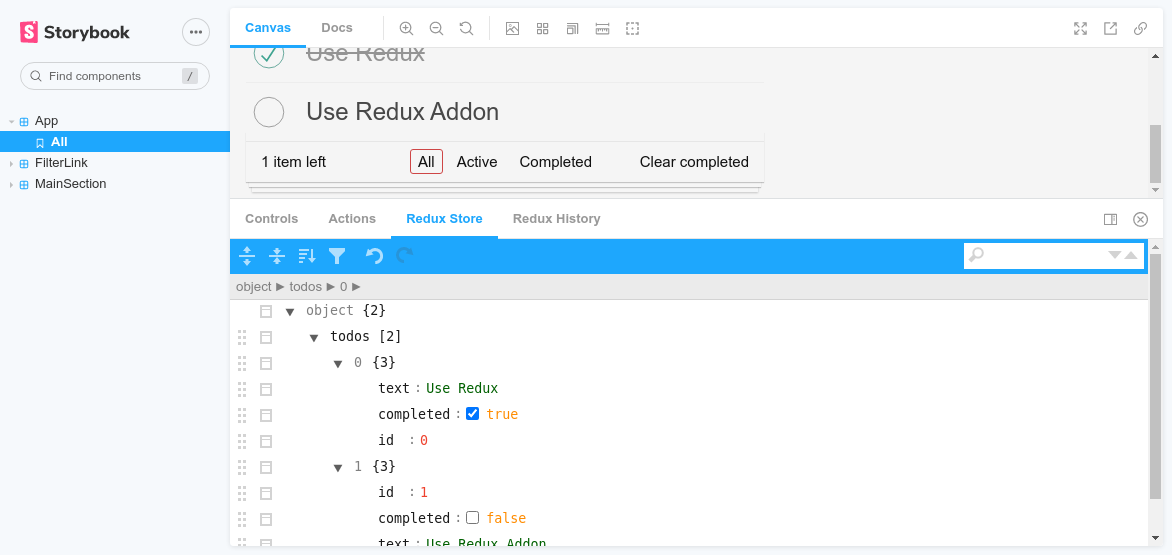 Storybook
Find components /
App
All
FilterLink
MainSection
Canvas Docs
Use Redux
Use Redux Addon
1 item left All Active Completed Clear completed
Controls Actions Redux Store Redux History
object ► todos ► 0 ►
object {2}
todos [2]
0 {3}
text : Use Redux
completed : true
id : 0
1 {3}
id : 1
completed : false
text : Use Redux Addon